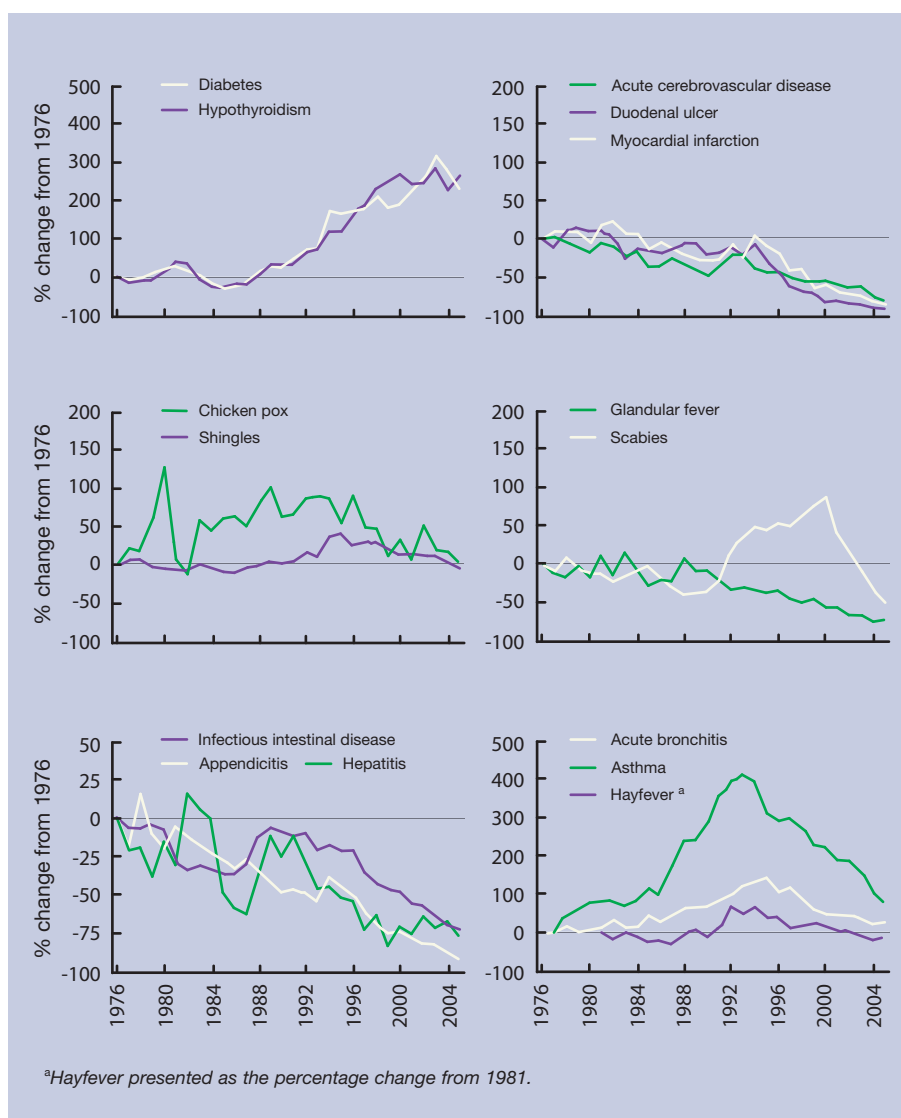 % change from 1976
500
400
300
200
100
0
-100
Diabetes
Hypothyroidism
200
150
100
50
0
-50
-100
Acute cerebrovascular disease
Duodenal ulcer
Myocardial infarction
% change from 1976
200
150
100
50
0
-50
-100
Chicken pox
Shingles
200
150
100
50
0
-50
-100
Glandular fever
Scabies
% change from 1976
50
25
0
-25
-50
-75
-100
Infectious intestinal disease
Appendicitis Hepatitis
1976 1980 1984 1988 1992 1996 2000 2004
500
400
300
200
100
0
-100
Acute bronchitis
Asthma
Hayfever a
1976 1980 1984 1988 1992 1996 2000 2004
aHayfever presented as the percentage change from 1981.